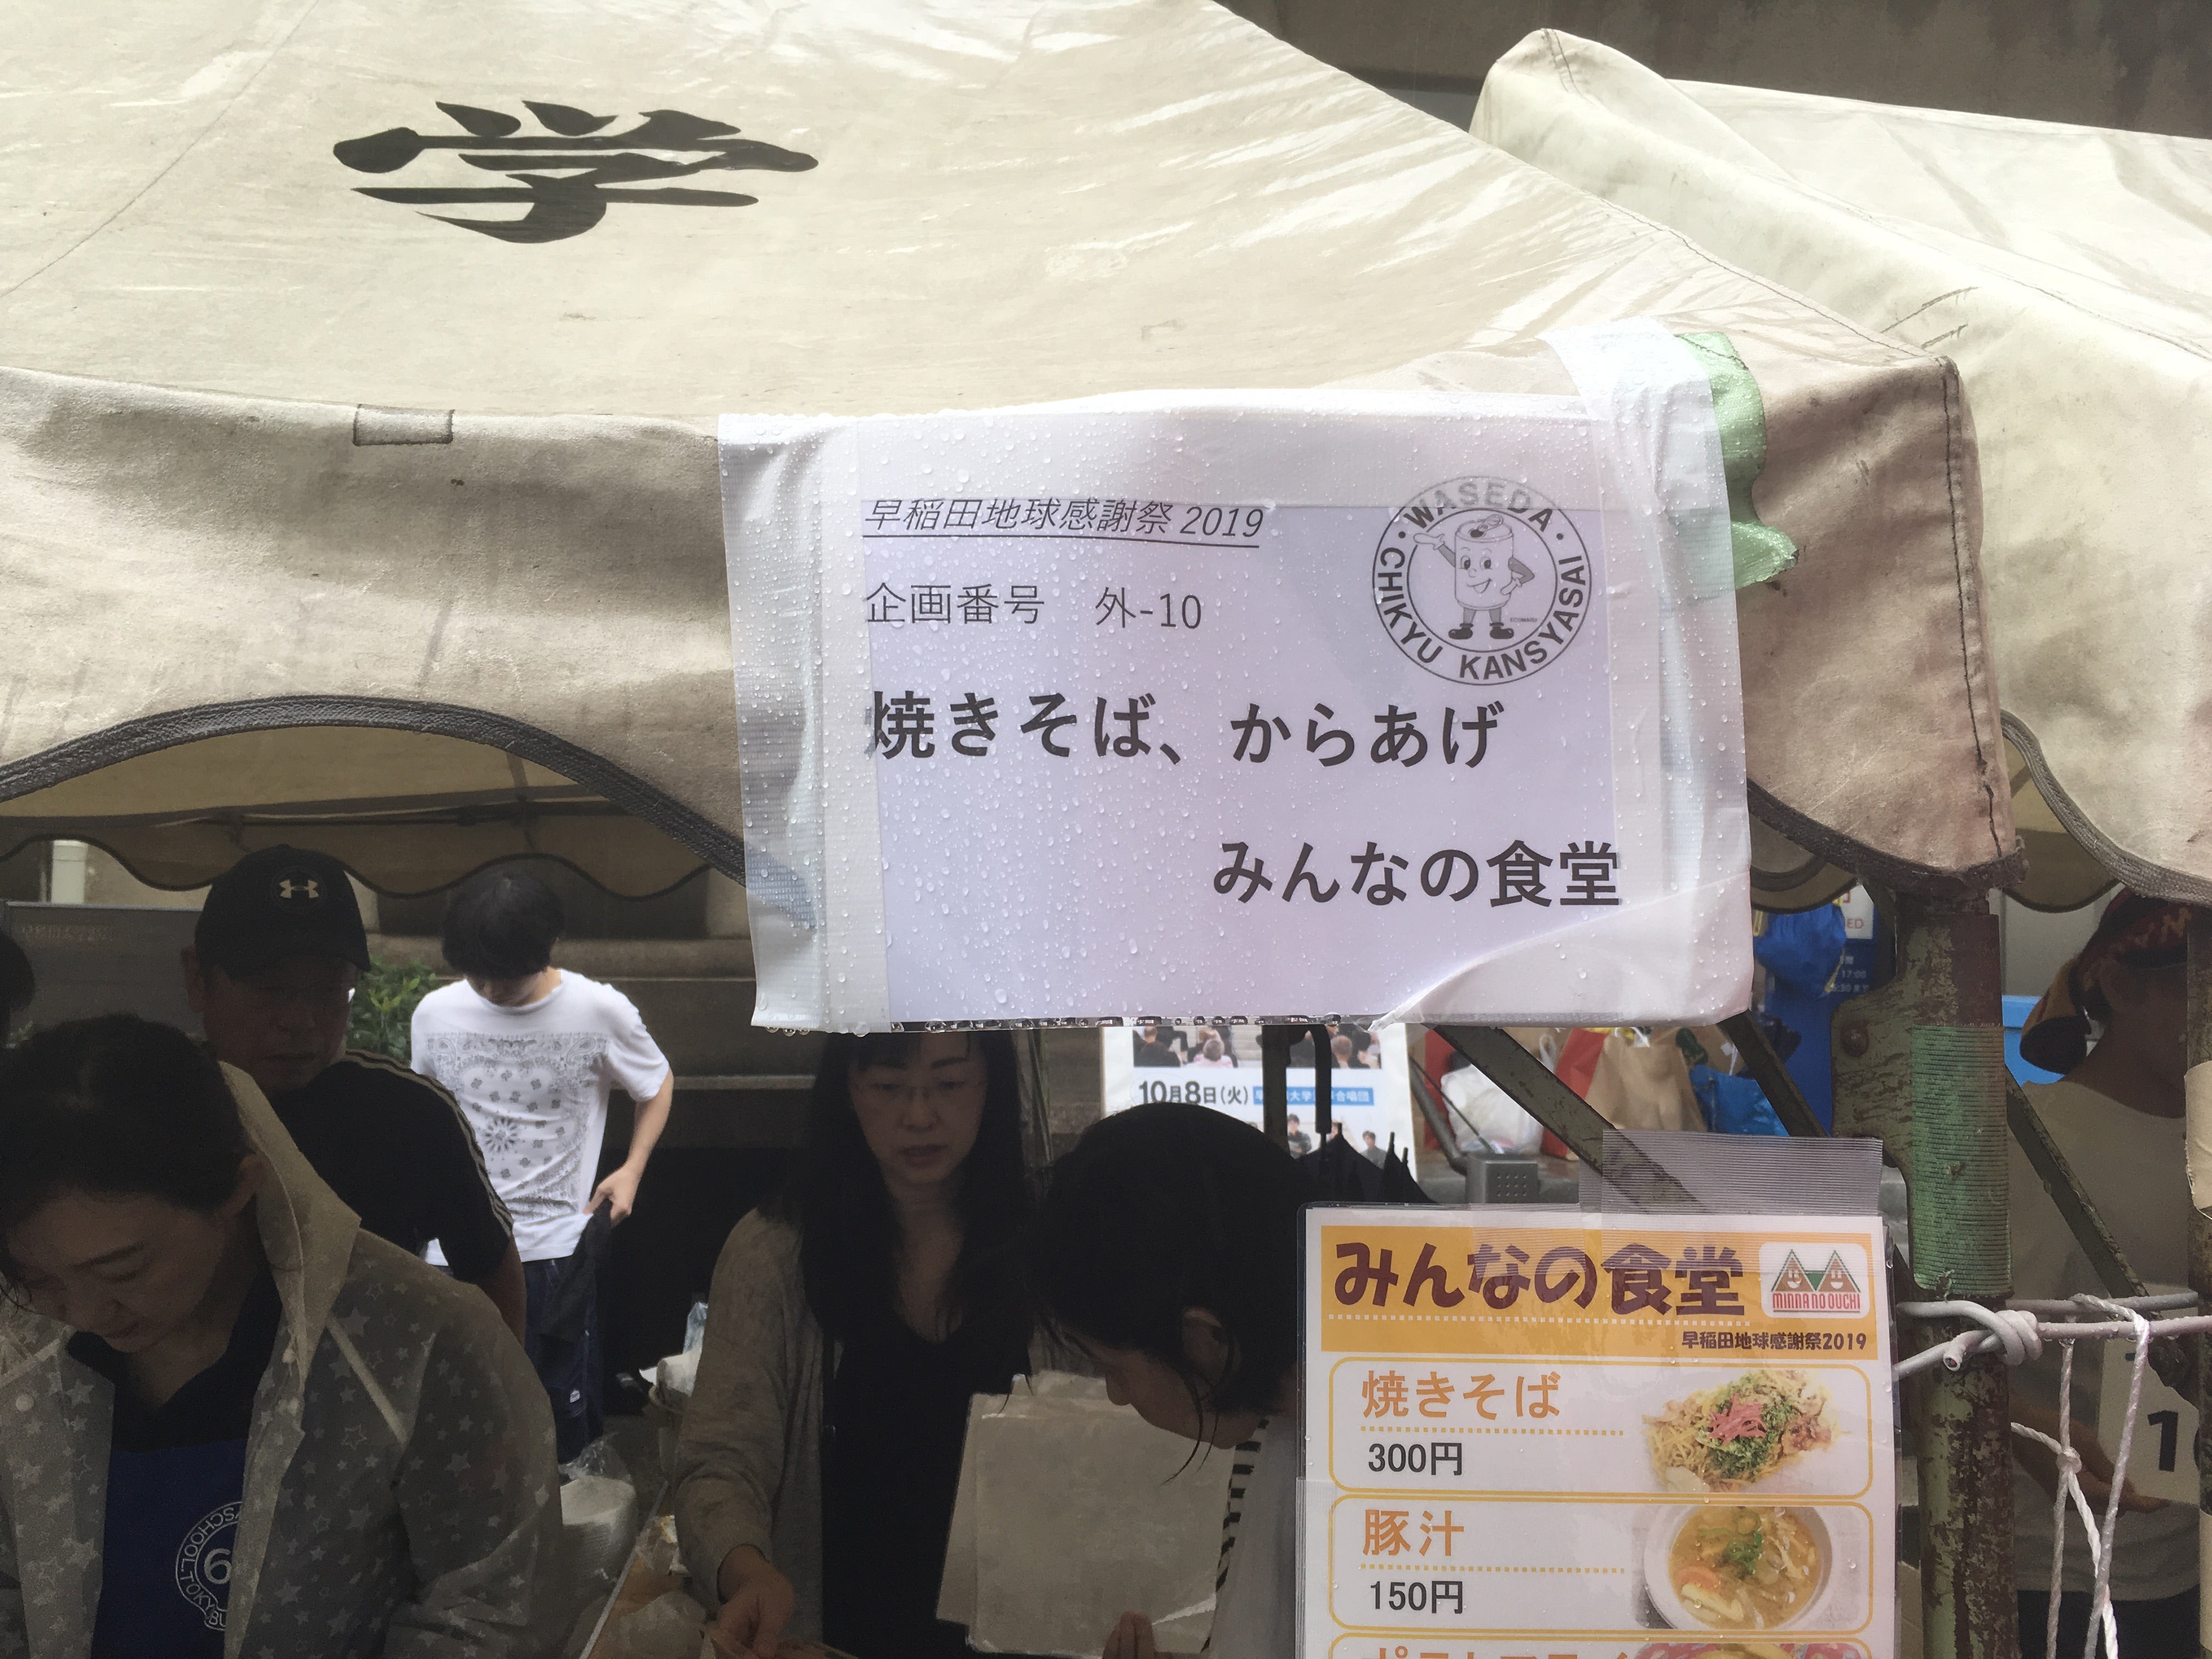 学
早稲田地球感謝祭 2019
WASEDA・CHIKYU KANSYASAI・
企画番号 外-10
焼きそば、からあげ
みんなの食堂
10月8日(火)
合唱団
みんなの食堂
MINNA NO OUCHI
早稲田地球感謝祭2019
焼きそば
300円
豚汁
150円